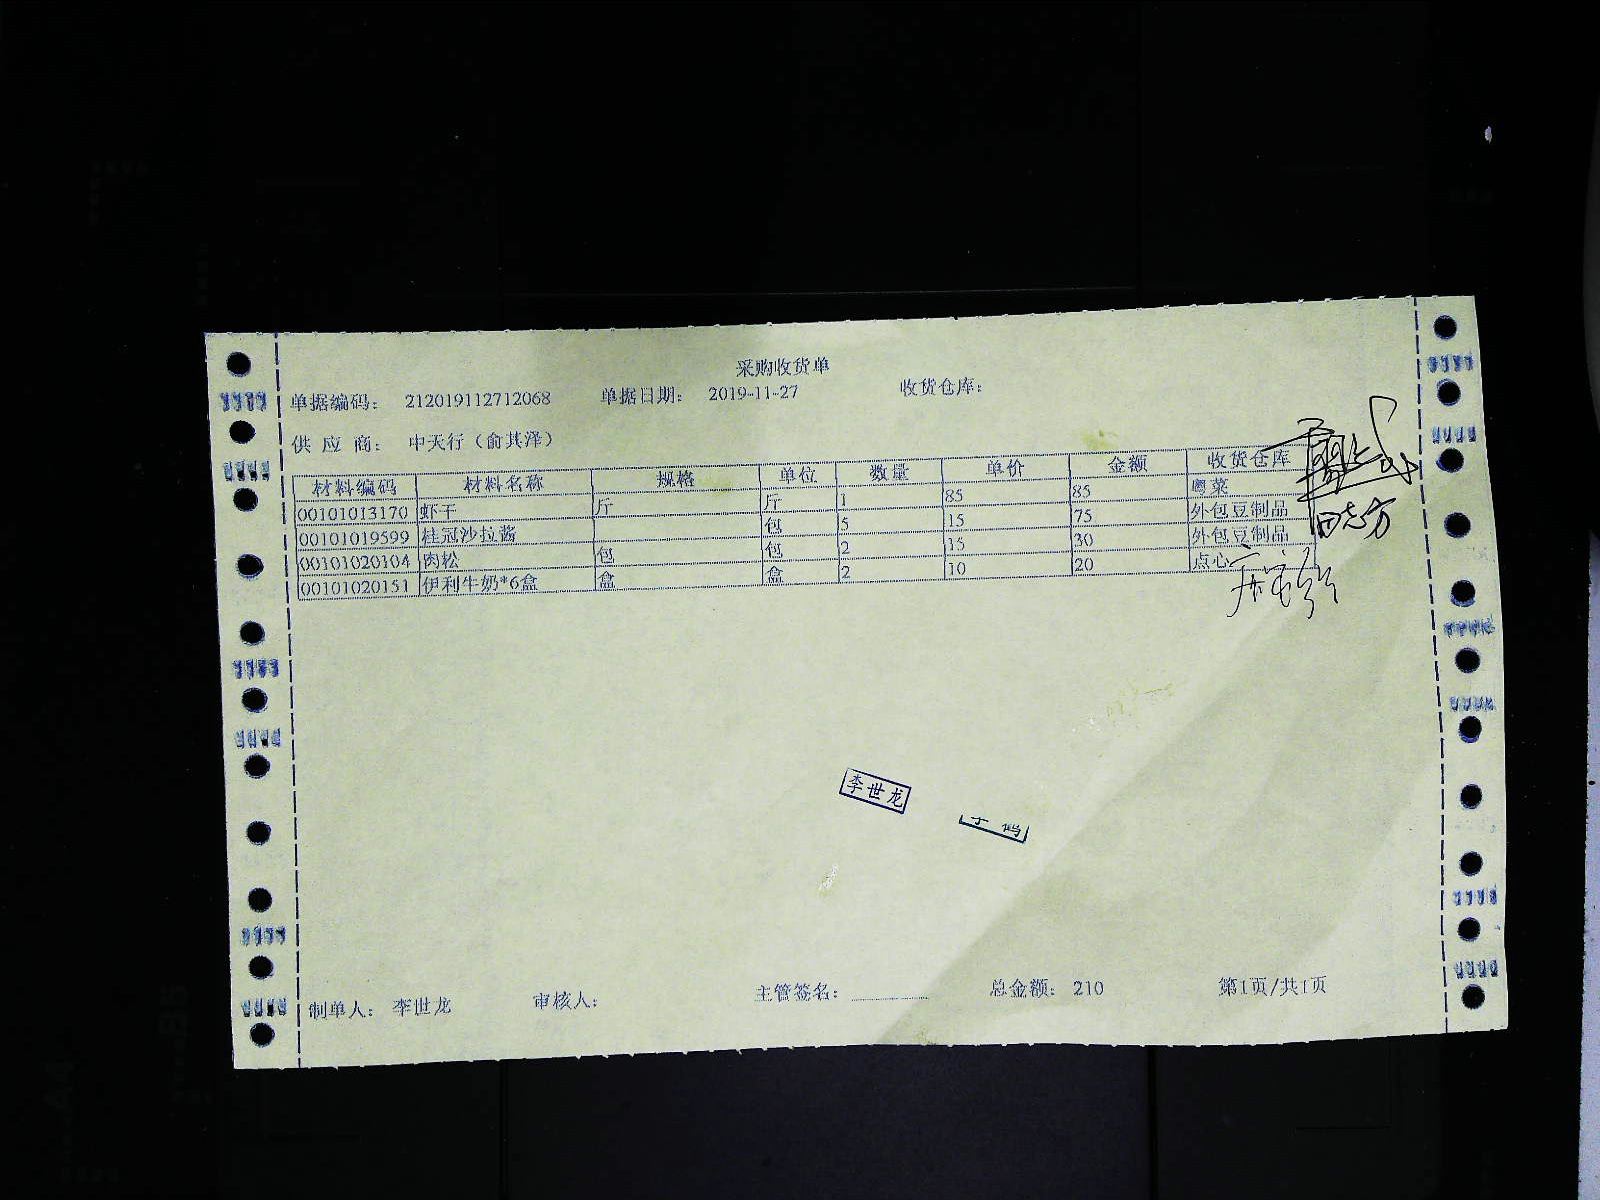 采购收货单
单据编码： 212019112712068 单据日期： 2019-11-27 收货仓库：
供 应 商： 中天行（俞其泽）
材料编码 材料名称 规格 单位 数量 单价 金额 收货仓库
00101013170 虾干 斤 斤 1 85 85 粤菜
00101019599 桂冠沙拉酱 包 5 15 75 外包豆制品
00101020104 肉松 包 包 2 15 30 外包豆制品
00101020151 伊利牛奶*6盒 盒 盒 2 10 20 点心
田志方
李世龙
鹤
制单人： 李世龙 审核人： 主管签名： 总金额： 210 第1页/共1页